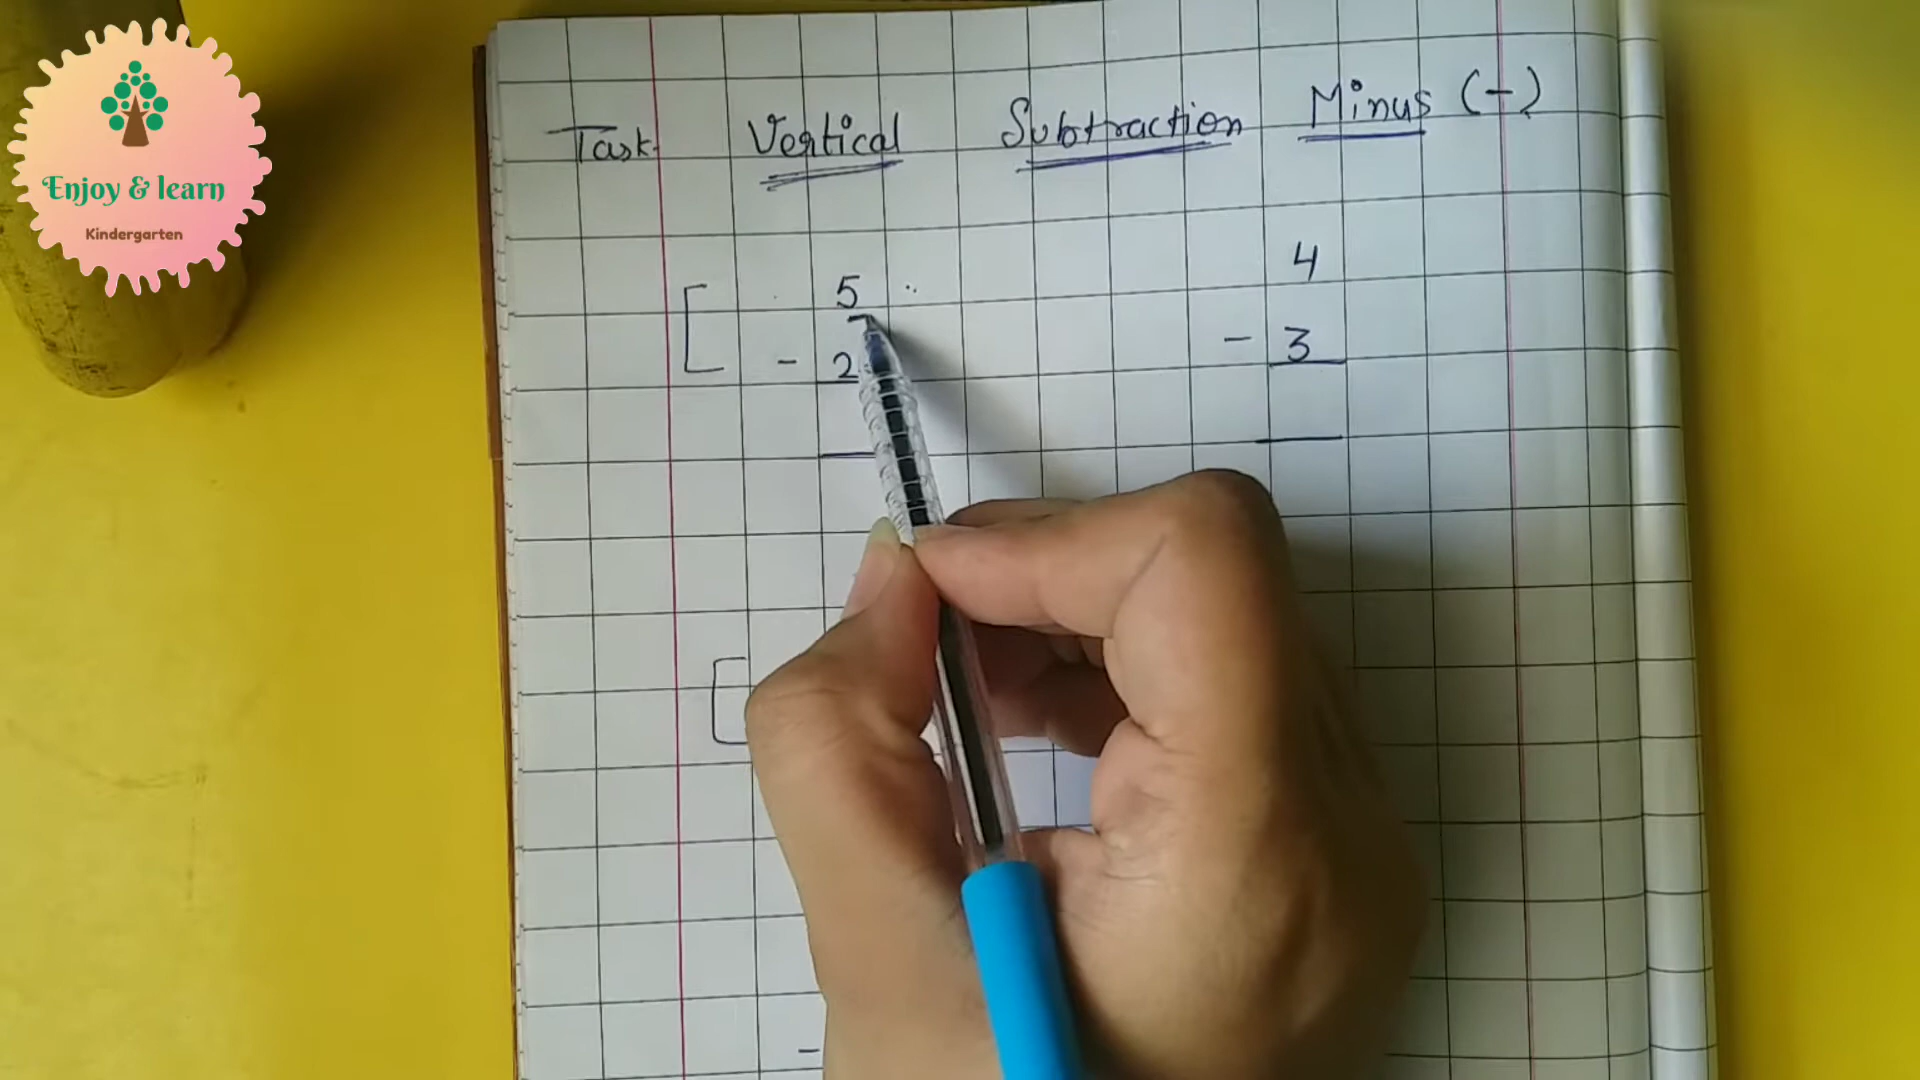 Enjoy & learn
Kindergarten
Task Vertical Subtraction Minus (-)
5
- 2
4
- 3
-